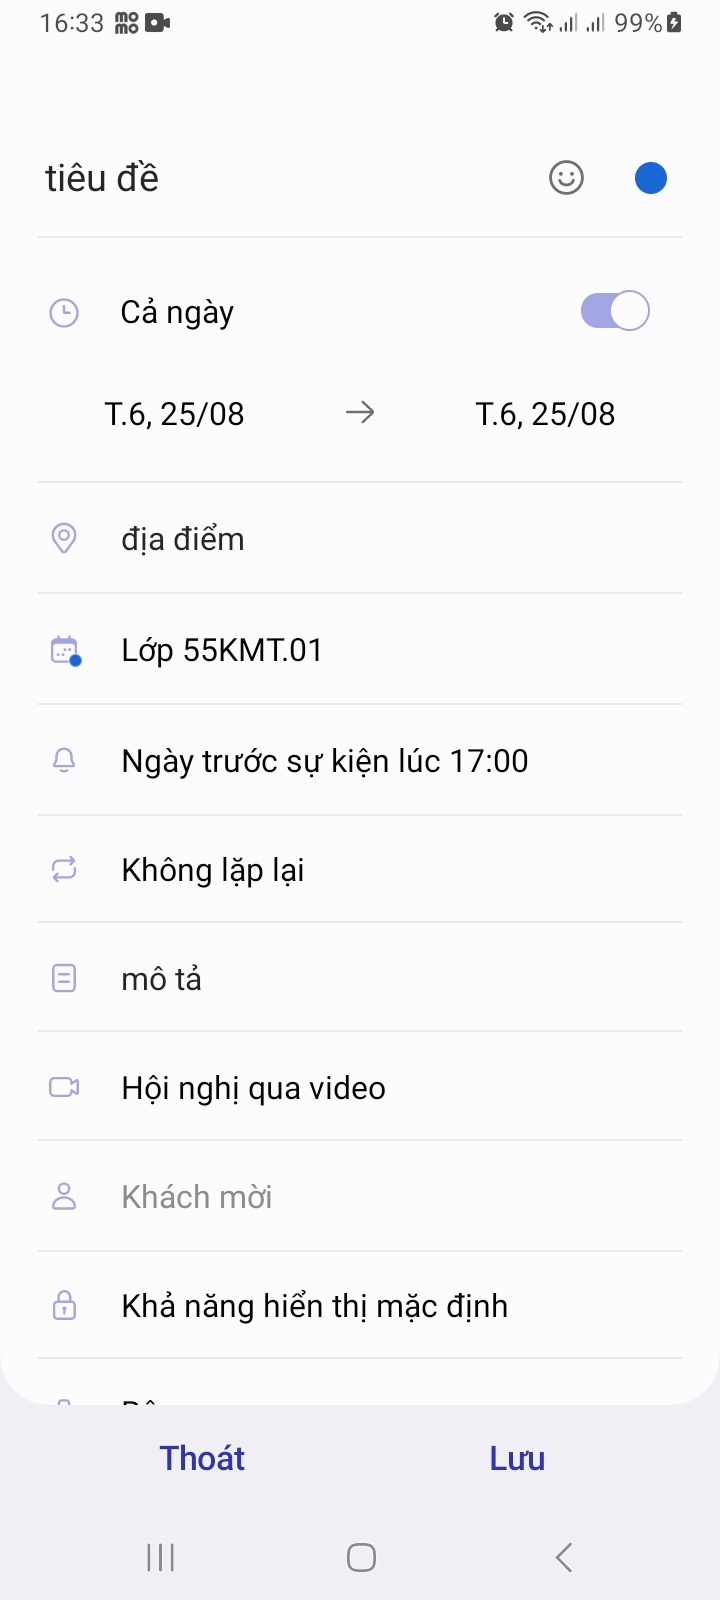 16:33 99%
tiêu đề
Cả ngày
T.6, 25/08 → T.6, 25/08
địa điểm
Lớp 55KMT.01
Ngày trước sự kiện lúc 17:00
Không lặp lại
mô tả
Hội nghị qua video
Khách mời
Khả năng hiển thị mặc định
Thoát Lưu